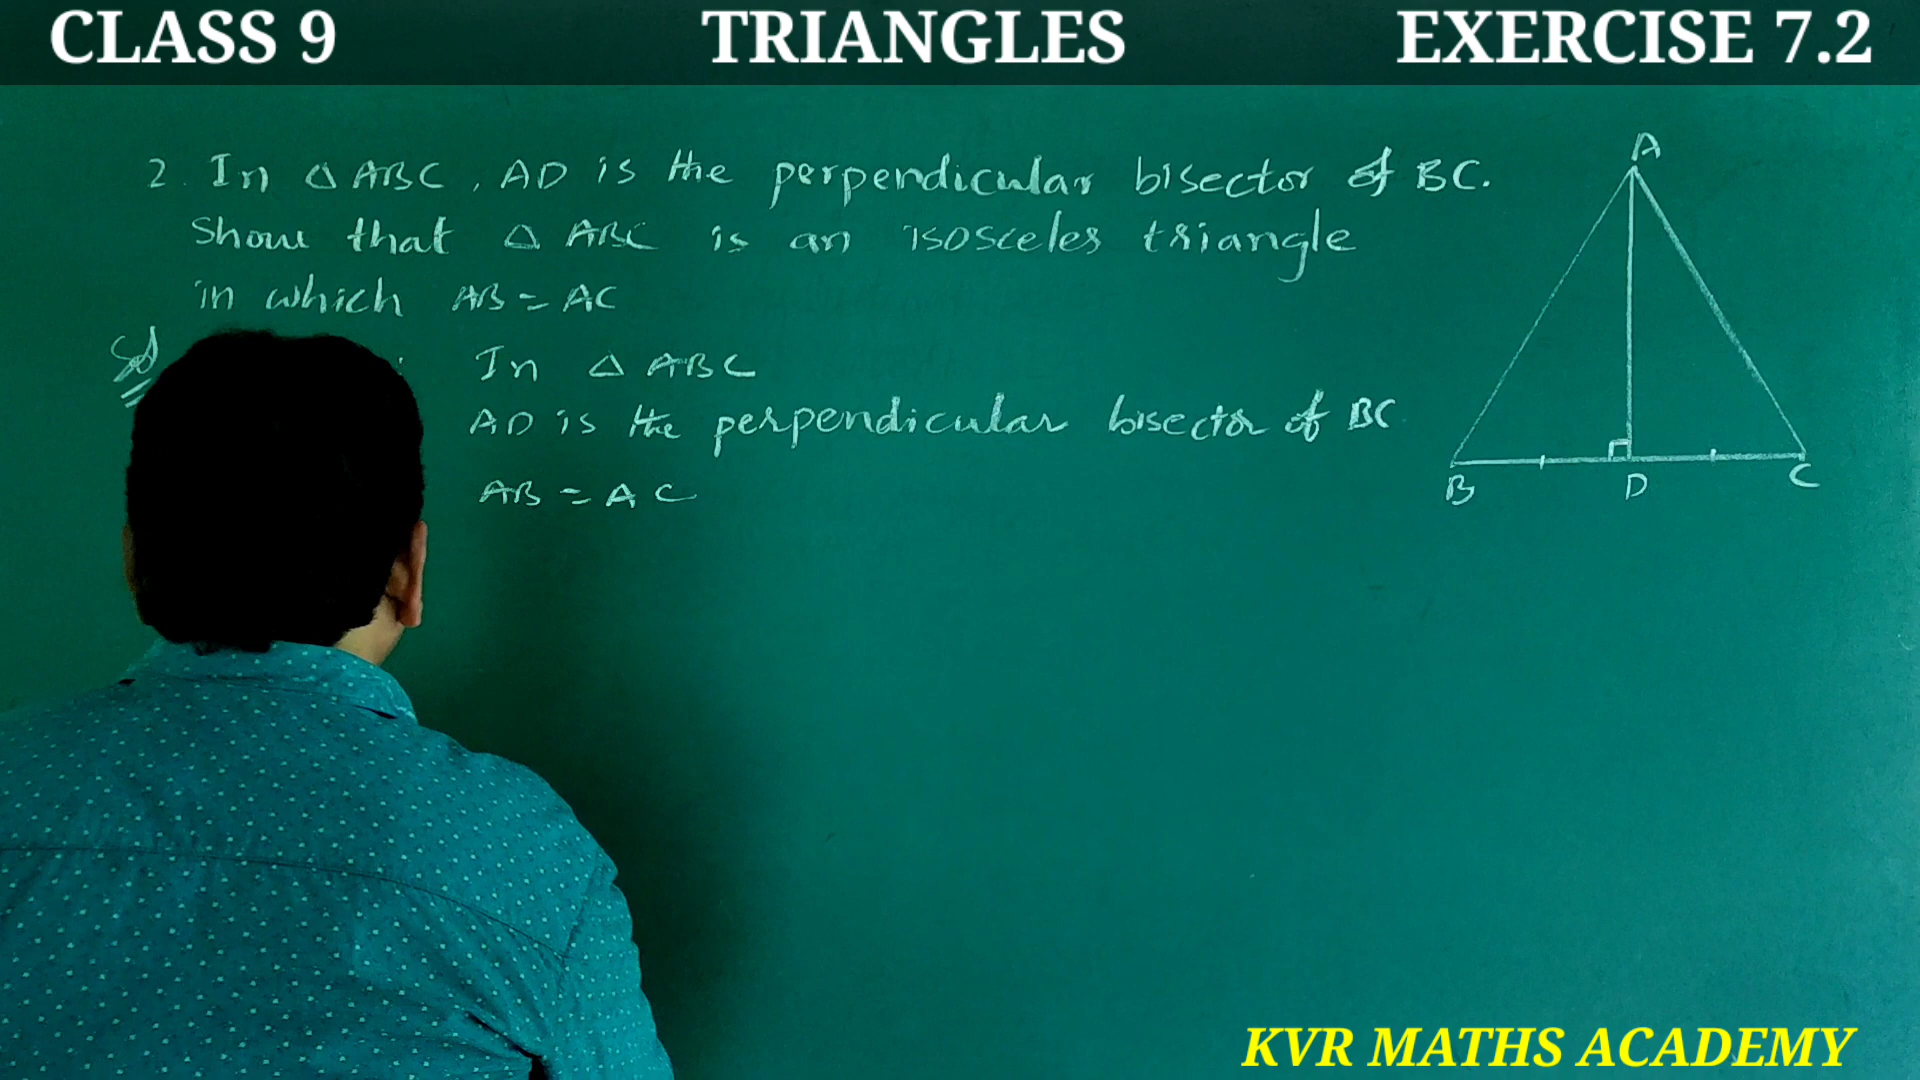 CLASS 9 TRIANGLES EXERCISE 7.2
2. In △ ABC, AD is the perpendicular bisector of BC.
Show that △ ABC is an isosceles triangle
in which AB = AC
Sol : In △ ABC
AD is the perpendicular bisector of BC
AB = AC
A
B D C
KVR MATHS ACADEMY